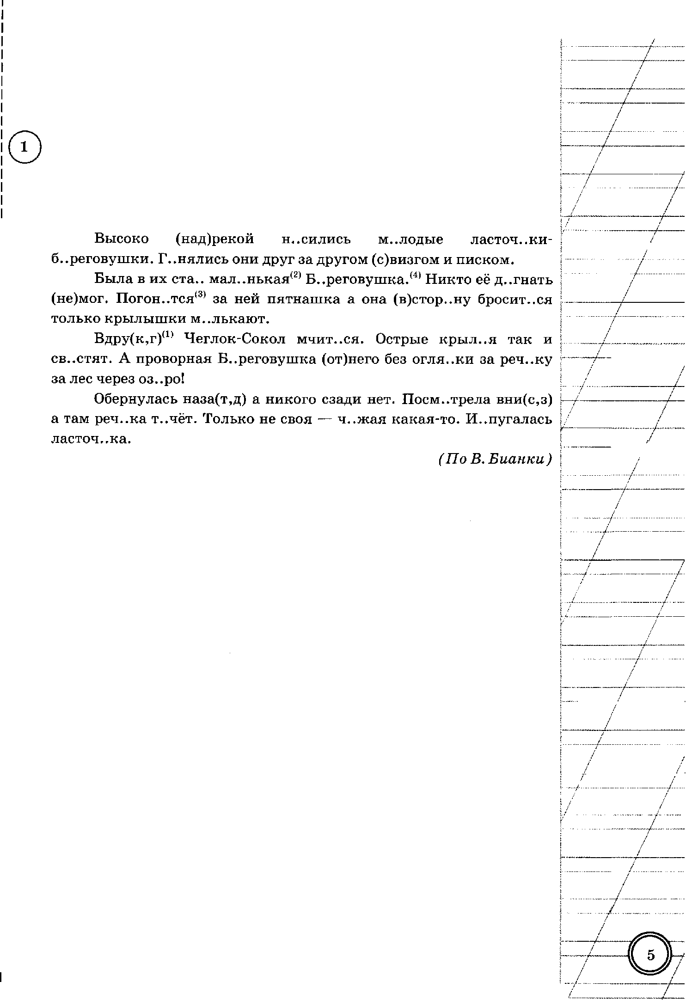 1
Высоко (над)рекой н..сились м..лодые ласточ..ки-
б..реговушки. Г..нялись они друг за другом (с)визгом и писком.
Была в их ста.. мал..нькая(2) Б..реговушка.(4) Никто её д..гнать
(не)мог. Погон..тся(3) за ней пятнашка а она (в)стор..ну бросит..ся
только крылышки м..лькают.
Вдру(к,г)(1) Чеглок-Сокол мчит..ся. Острые крыл..я так и
св..стят. А проворная Б..реговушка (от)него без огля..ки за реч..ку
за лес через оз..ро!
Обернулась наза(т,д) а никого сзади нет. Посм..трела вни(с,з)
а там реч..ка т..чёт. Только не своя — ч..жая какая-то. И..пугалась
ласточ..ка.
(По В. Бианки)
5